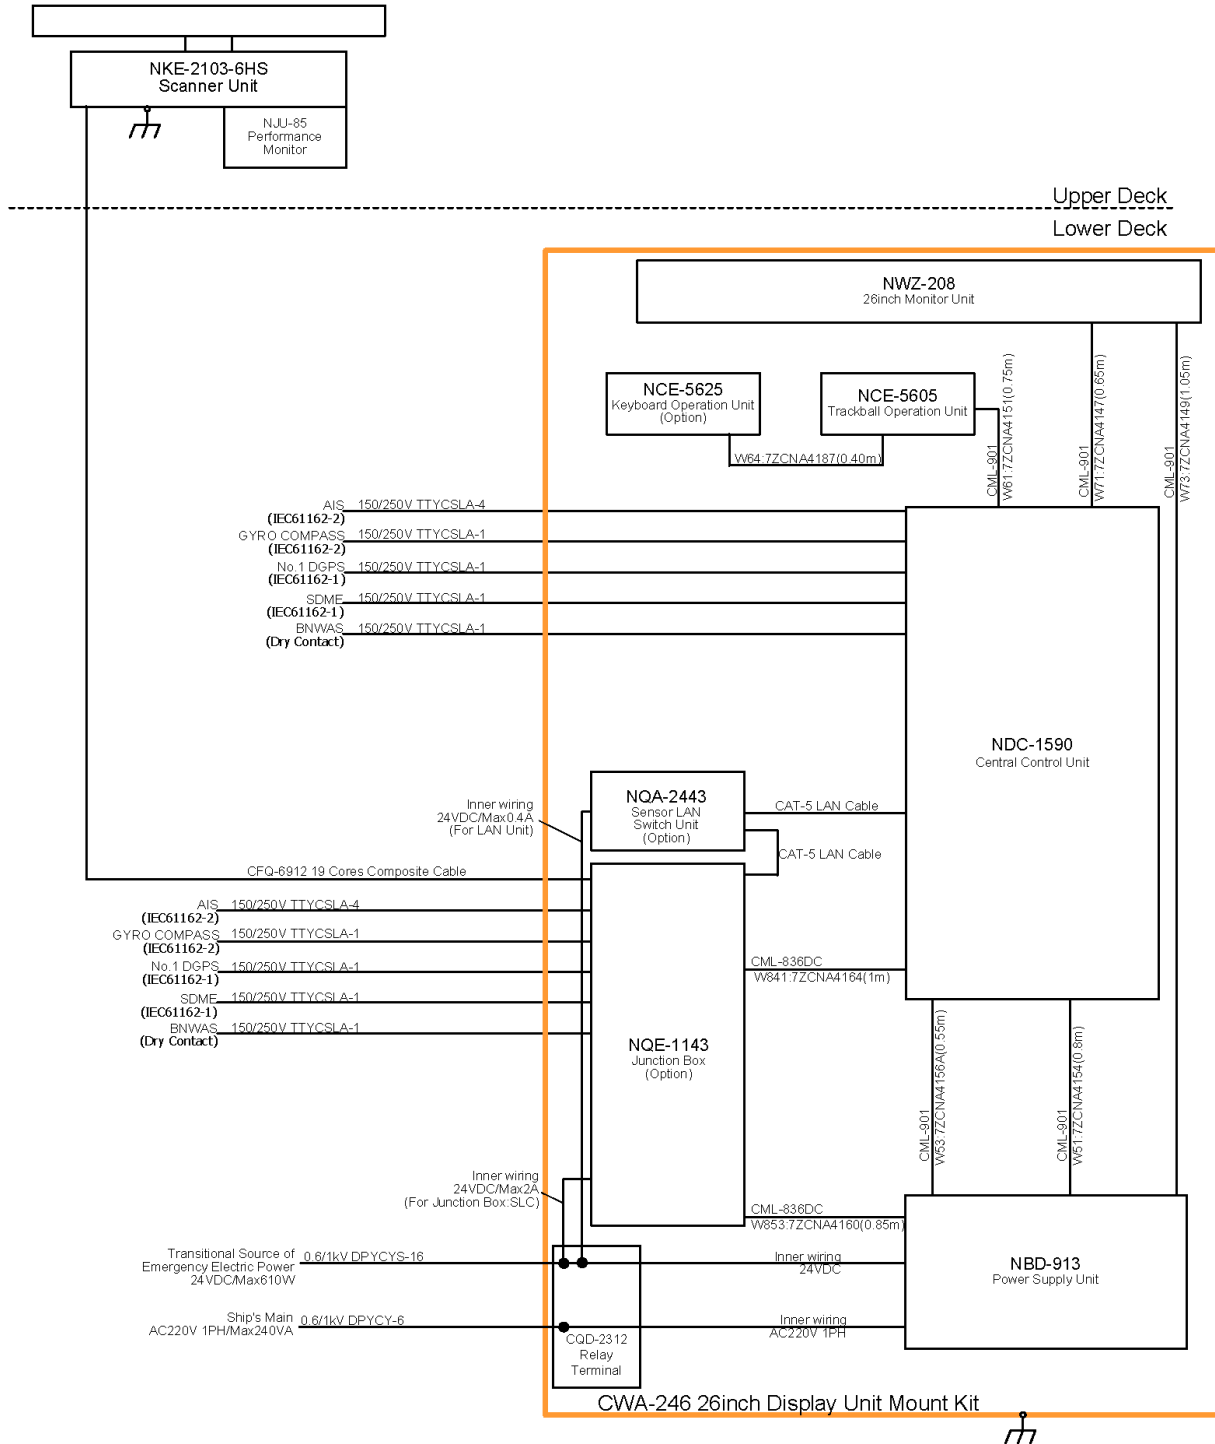 NKE-2103-6HS
Scanner Unit
NJU-85
Performance
Monitor
Upper Deck
Lower Deck
NWZ-208
26inch Monitor Unit
NCE-5625
Keyboard Operation Unit
(Option)
NCE-5605
Trackball Operation Unit
W64:7ZCNA4187(0.40m)
CML-901
W61:7ZCNA4151(0.75m)
CML-901
W71:7ZCNA4147(0.65m)
CML-901
W73:7ZCNA4149(1.05m)
AIS 150/250V TTYCSLA-4
(IEC61162-2)
GYRO COMPASS 150/250V TTYCSLA-1
(IEC61162-2)
No.1 DGPS 150/250V TTYCSLA-1
(IEC61162-1)
SDME 150/250V TTYCSLA-1
(IEC61162-1)
BNWAS 150/250V TTYCSLA-1
(Dry Contact)
NDC-1590
Central Control Unit
NQA-2443
Sensor LAN
Switch Unit
(Option)
Inner wiring
24VDC/Max0.4A
(For LAN Unit)
CAT-5 LAN Cable
CAT-5 LAN Cable
CFQ-6912 19 Cores Composite Cable
AIS 150/250V TTYCSLA-4
(IEC61162-2)
GYRO COMPASS 150/250V TTYCSLA-1
(IEC61162-2)
No.1 DGPS 150/250V TTYCSLA-1
(IEC61162-1)
SDME 150/250V TTYCSLA-1
(IEC61162-1)
BNWAS 150/250V TTYCSLA-1
(Dry Contact)
CML-836DC
W841:7ZCNA4164(1m)
NQE-1143
Junction Box
(Option)
CML-901
W53:7ZCNA4156A(0.55m)
CML-901
W51:7ZCNA4154(0.8m)
Inner wiring
24VDC/Max2A
(For Junction Box:SLC)
CML-836DC
W853:7ZCNA4160(0.85m)
Transitional Source of
Emergency Electric Power
24VDC/Max610W
0.6/1kV DPYCYS-16
Inner wiring
24VDC
NBD-913
Power Supply Unit
Ship's Main
AC220V 1PH/Max240VA
0.6/1kV DPYCY-6
Inner wiring
AC220V 1PH
CQD-2312
Relay
Terminal
CWA-246 26inch Display Unit Mount Kit